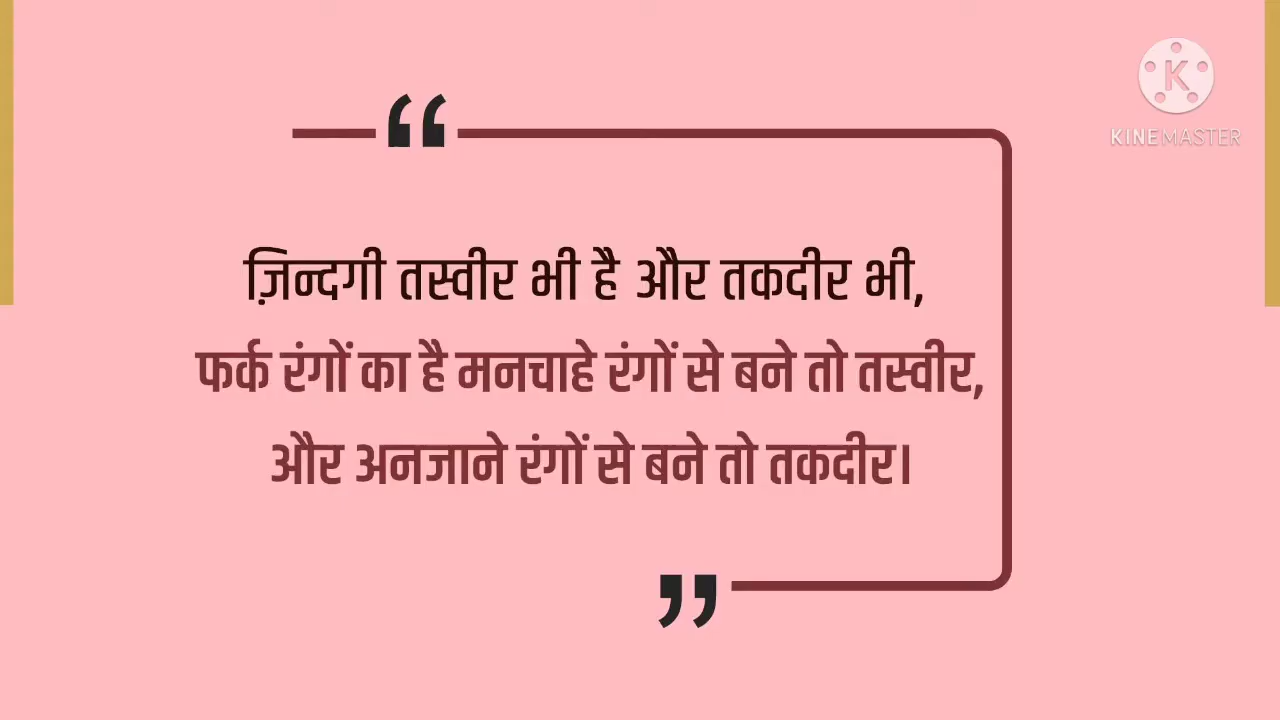 K
KINEMASTER
“
ज़िन्दगी तस्वीर भी है और तकदीर भी,
फर्क रंगों का है मनचाहे रंगों से बने तो तस्वीर,
और अनजाने रंगों से बने तो तकदीर।
”